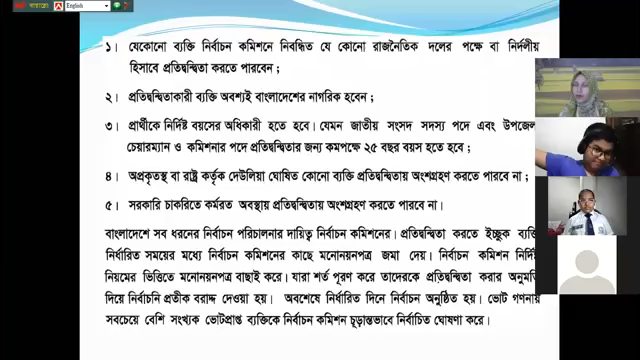 English
১। যেকোনো ব্যক্তি নির্বাচন কমিশনে নিবন্ধিত যে কোনো রাজনৈতিক দলের পক্ষে বা নির্দলীয়
হিসাবে প্রতিদ্বন্দ্বিতা করতে পারবেন ;
২। প্রতিদ্বন্দ্বিতাকারী ব্যক্তি অবশ্যই বাংলাদেশের নাগরিক হবেন ;
৩। প্রার্থীকে নির্দিষ্ট বয়সের অধিকারী হতে হবে। যেমন জাতীয় সংসদ সদস্য পদে এবং উপজেল
চেয়ারম্যান ও কমিশনার পদে প্রতিদ্বন্দ্বিতার জন্য কমপক্ষে ২৫ বছর বয়স হতে হবে ;
৪। অপ্রকৃতস্থ বা রাষ্ট্র কর্তৃক দেউলিয়া ঘোষিত কোনো ব্যক্তি প্রতিদ্বন্দ্বিতায় অংশগ্রহণ করতে পারবে না ;
৫। সরকারি চাকরিতে কর্মরত অবস্থায় প্রতিদ্বন্দ্বিতায় অংশগ্রহণ করতে পারবে না।
বাংলাদেশে সব ধরনের নির্বাচন পরিচালনার দায়িত্ব নির্বাচন কমিশনের। প্রতিদ্বন্দ্বিতা করতে ইচ্ছুক ব্যক্তি
নির্ধারিত সময়ের মধ্যে নির্বাচন কমিশনের কাছে মনোনয়নপত্র জমা দেয়। নির্বাচন কমিশন নির্দিষ্ট
নিয়মের ভিত্তিতে মনোনয়নপত্র বাছাই করে। যারা শর্ত পূরণ করে তাদেরকে প্রতিদ্বন্দ্বিতা করার অনুমতি
দিয়ে নির্বাচনি প্রতীক বরাদ্দ দেওয়া হয়। অবশেষে নির্ধারিত দিনে নির্বাচন অনুষ্ঠিত হয়। ভোট গণনায়
সবচেয়ে বেশি সংখ্যক ভোটপ্রাপ্ত ব্যক্তিকে নির্বাচন কমিশন চূড়ান্তভাবে নির্বাচিত ঘোষণা করে।